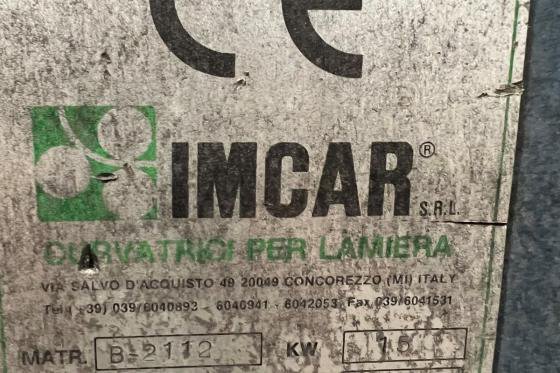 CE
IMCAR® S.R.L.
CURVATRICI PER LAMIERA
VIA SALVO D'ACQUISTO 49 20049 CONCOREZZO (MI) ITALY
Tel. (+39) 039/6040893 - 6040941 - 6042053 Fax 039/6041531
MATR. B-2112 KW 15